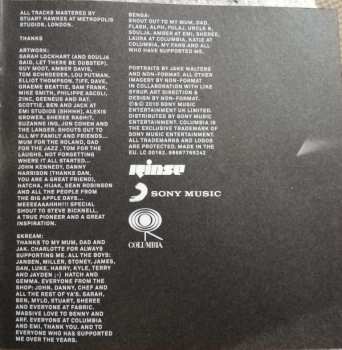 ALL TRACKS MASTERED BY
STUART HAWKES AT METROPOLIS
STUDIOS, LONDON.
THANKS
ARTWORK:
SARAH LOCKHART (AND SOULJA
SAID, LET THERE BE DUBSTEP).
GUY MOOT, AMBER DAVIS,
TOM SCHROEDER, LOU PUTMAN,
ELLIOT THOMPSON, TIFF, DAVE,
GRAEME BEATTIE, SAM FRANK,
MIKE SMITH, PHILIPPE ASCOLI,
ZINC, GEENEUS AND RAT.
SCOTTIE, BEN AND JACK AT
EMI STUDIOS (SHHHH), ALEXIS
GROWER, SHEREE RASHIT,
SUZANNE ING, JON COHEN AND
THE LANGER. SHOUTS OUT TO
ALL MY FAMILY AND FRIENDS...
MUM FOR THE ROLAND, DAD
FOR THE JAZZ, TOM FOR THE
LAUGHS. NOT FORGETTING
WHERE IT ALL STARTED...
JOHN KENNEDY, DANNY
HARRISON (THANKS DAN,
YOU ARE A GREAT FRIEND),
HATCHA, HIJAK, SEAN ROBINSON
AND ALL THE PEOPLE FROM
THE BIG APPLE DAYS...
MEEEAAAHHH!!! SPECIAL
SHOUT TO STEVE BICKNELL,
A TRUE PIONEER AND A GREAT
INSPIRATION.
SKREAM:
THANKS TO MY MUM, DAD AND
JAK. CHARLOTTE FOR ALWAYS
SUPPORTING ME. ALL THE BOYS:
JANSEN, MILLER, STONEY, JAMES,
DAN, LUKE, HARRY, KYLE, TERRY
AND JAYDEN :-) HATCH AND
GEMMA. EVERYONE FROM THE
SHOP: JOHN, DANNY, CHEF AND
ALL THE REST OF YA'S. SARAH,
BEN, MYLO, STUART, SHEREE
AND EVERYONE AT FABRIC.
MASSIVE LOVE TO BENNY AND
ART. EVERYONE AT COLUMBIA
AND EMI, THANK YOU. AND TO
EVERYONE WHO HAS SUPPORTED
ME OVER THE YEARS.
BENGA:
SHOUT OUT TO MY MUM, DAD,
FLASH, ALPH, FOLAJ, UNCLE B,
SOULJA, AMBER AT EMI, SHEREE,
LAURA AT COLUMBIA, KATIE AT
COLUMBIA, MY FANS AND ALL
WHO HAVE SUPPORTED ME.
PORTRAITS BY JAKE WALTERS
AND NON-FORMAT. ALL OTHER
IMAGERY BY NON-FORMAT
IN COLLABORATION WITH LIKE
SYRUP ART DIRECTION &
DESIGN BY NON-FORMAT.
℗&© 2010 SONY MUSIC
ENTERTAINMENT UK LIMITED.
DISTRIBUTED BY SONY MUSIC
ENTERTAINMENT. COLUMBIA IS
THE EXCLUSIVE TRADEMARK OF
SONY MUSIC ENTERTAINMENT.
ALL TRADEMARKS AND LOGOS
ARE PROTECTED. MADE IN THE
EU. LC 00162. 88697765242
rinse
SONY MUSIC
COLUMBIA